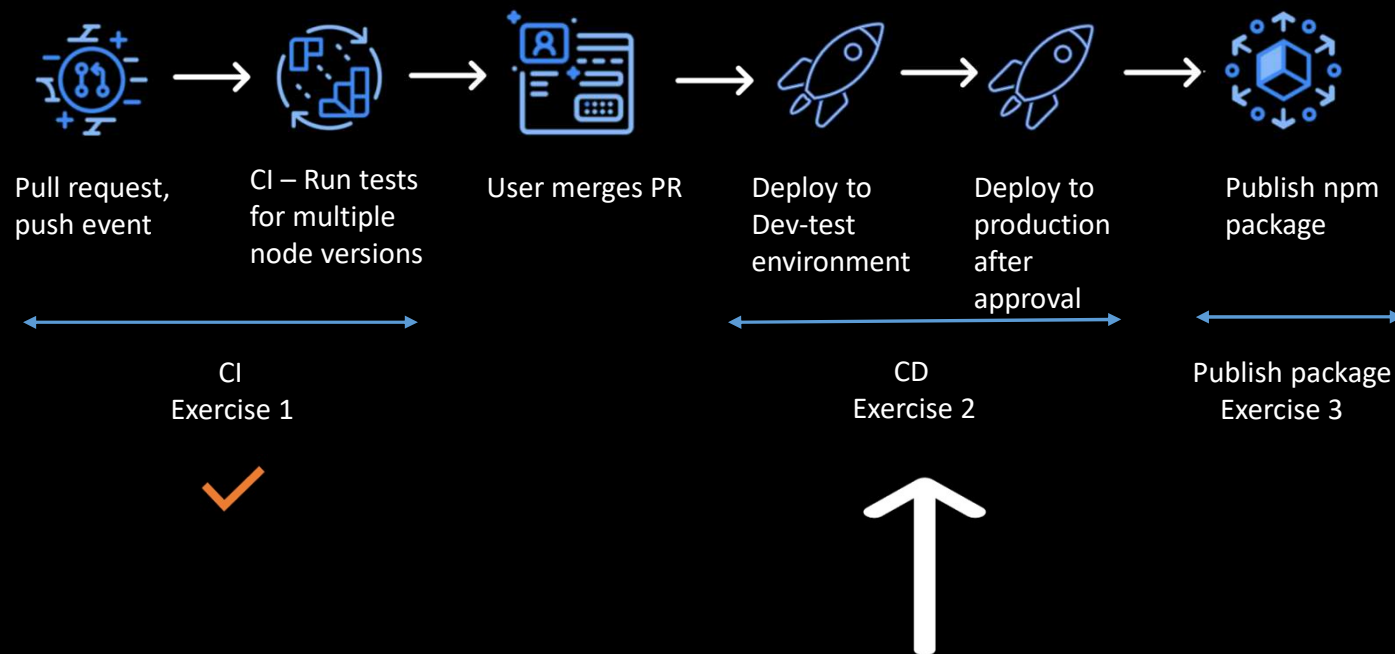 Pull request,
push event
CI – Run tests
for multiple
node versions
User merges PR
Deploy to
Dev-test
environment
Deploy to
production
after
approval
Publish npm
package
CI
Exercise 1
CD
Exercise 2
Publish package
Exercise 3